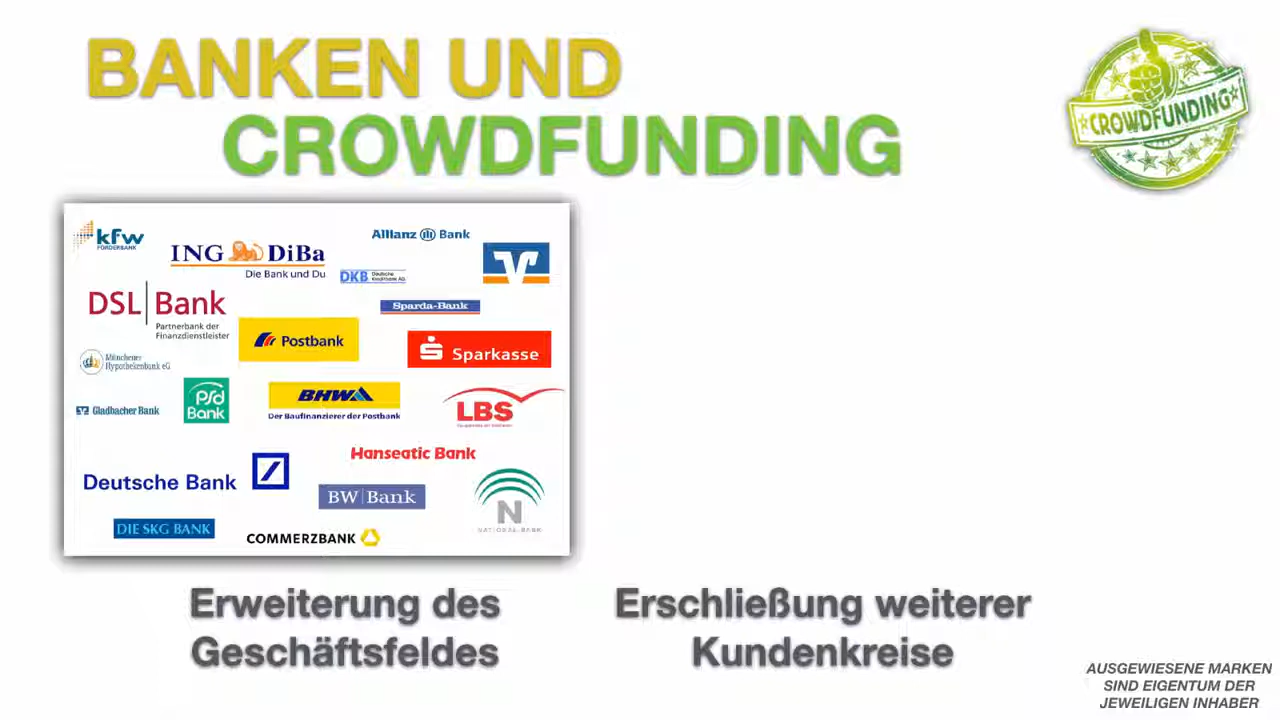 BANKEN UND
CROWDFUNDING
CROWDFUNDING
kfw
FÖRDERBANK
ING DiBa
Die Bank und Du
Allianz Bank
DKB Deutsche
Kreditbank AG
DSL Bank
Partnerbank der
Finanzdienstleister
Sparda-Bank
Postbank
Sparkasse
Münchener
Hypothekenbank eG
Gladbacher Bank
psd
Bank
BHW
Der Baufinanzierer der Postbank
LBS
Hanseatic Bank
Deutsche Bank
BW Bank
N
NATIONAL-BANK
DIE SKG BANK
COMMERZBANK
Erweiterung des
Geschäftsfeldes
Erschließung weiterer
Kundenkreise
AUSGEWIESENE MARKEN
SIND EIGENTUM DER
JEWEILIGEN INHABER